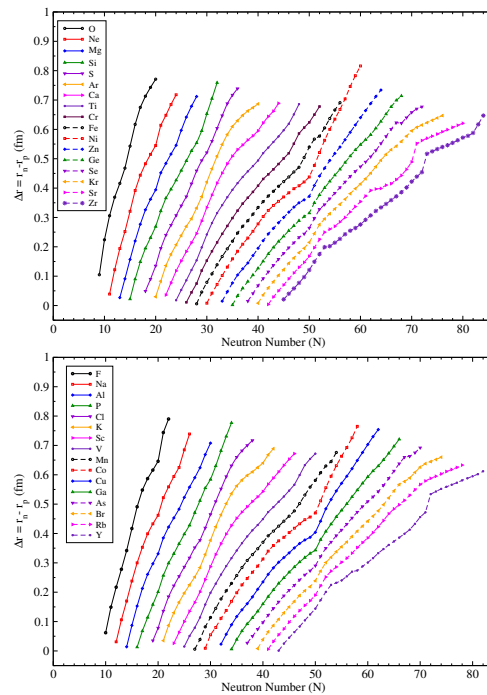 1
0.9
0.8
0.7
0.6
0.5
0.4
0.3
0.2
0.1
0
Δr = rn-rp (fm)
O
Ne
Mg
Si
S
Ar
Ca
Ti
Cr
Fe
Ni
Zn
Ge
Se
Kr
Sr
Zr
0 10 20 30 40 50 60 70 80
Neutron Number (N)
1
0.9
0.8
0.7
0.6
0.5
0.4
0.3
0.2
0.1
0
Δr = rn - rp (fm)
F
Na
Al
P
Cl
K
Sc
V
Mn
Co
Cu
Ga
As
Br
Rb
Y
0 10 20 30 40 50 60 70 80
Neutron Number (N)